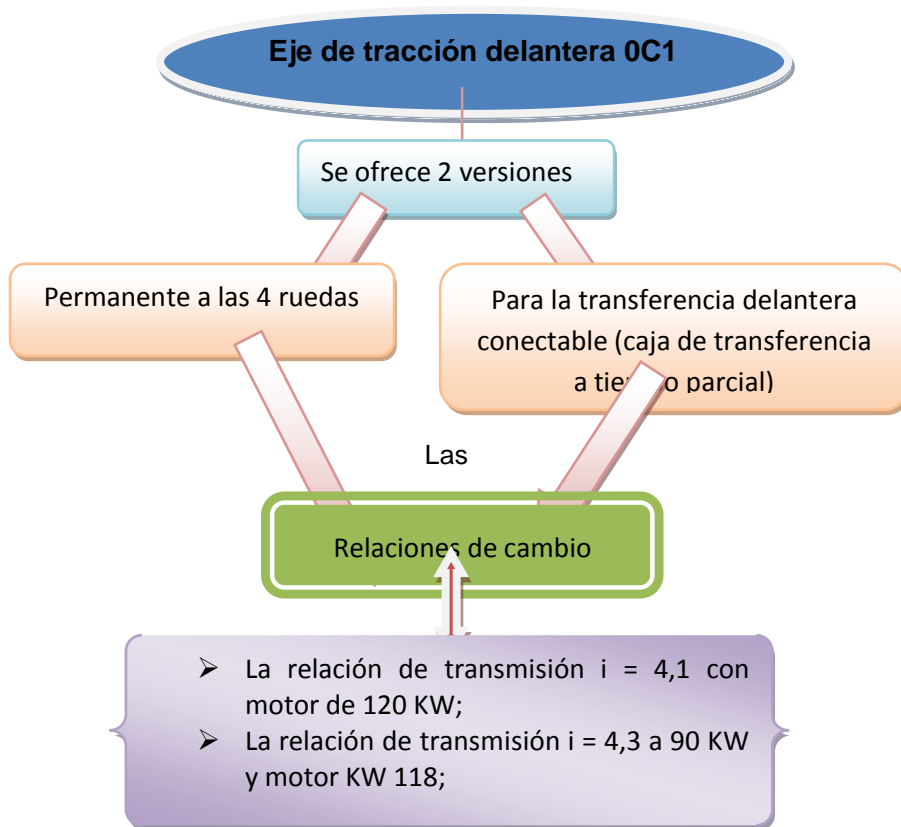 Eje de tracción delantera 0C1
Se ofrece 2 versiones
Permanente a las 4 ruedas
Para la transferencia delantera
conectable (caja de transferencia
a parcial)
Las
Relaciones de cambio
➢ La relación de transmisión i = 4,1 con
motor de 120 KW;
➢ La relación de transmisión i = 4,3 a 90 KW
y motor KW 118;